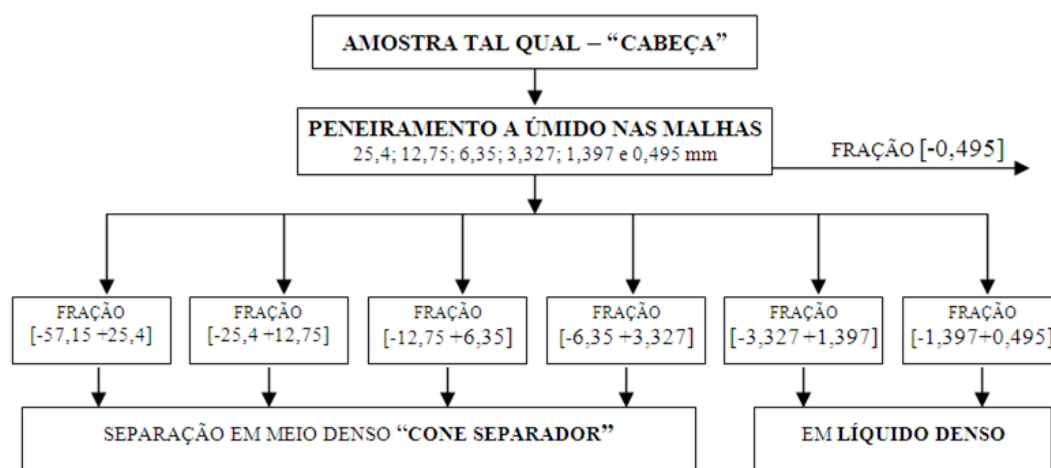 AMOSTRA TAL QUAL – “CABEÇA”
PENEIRAMENTO A ÚMIDO NAS MALHAS
25,4; 12,75; 6,35; 3,327; 1,397 e 0,495 mm
FRAÇÃO [-0,495]
FRAÇÃO
[-57,15 +25,4]
FRAÇÃO
[-25,4 +12,75]
FRAÇÃO
[-12,75 +6,35]
FRAÇÃO
[-6,35 +3,327]
FRAÇÃO
[-3,327 +1,397]
FRAÇÃO
[-1,397+0,495]
SEPARAÇÃO EM MEIO DENSO “CONE SEPARADOR”
EM LÍQUIDO DENSO